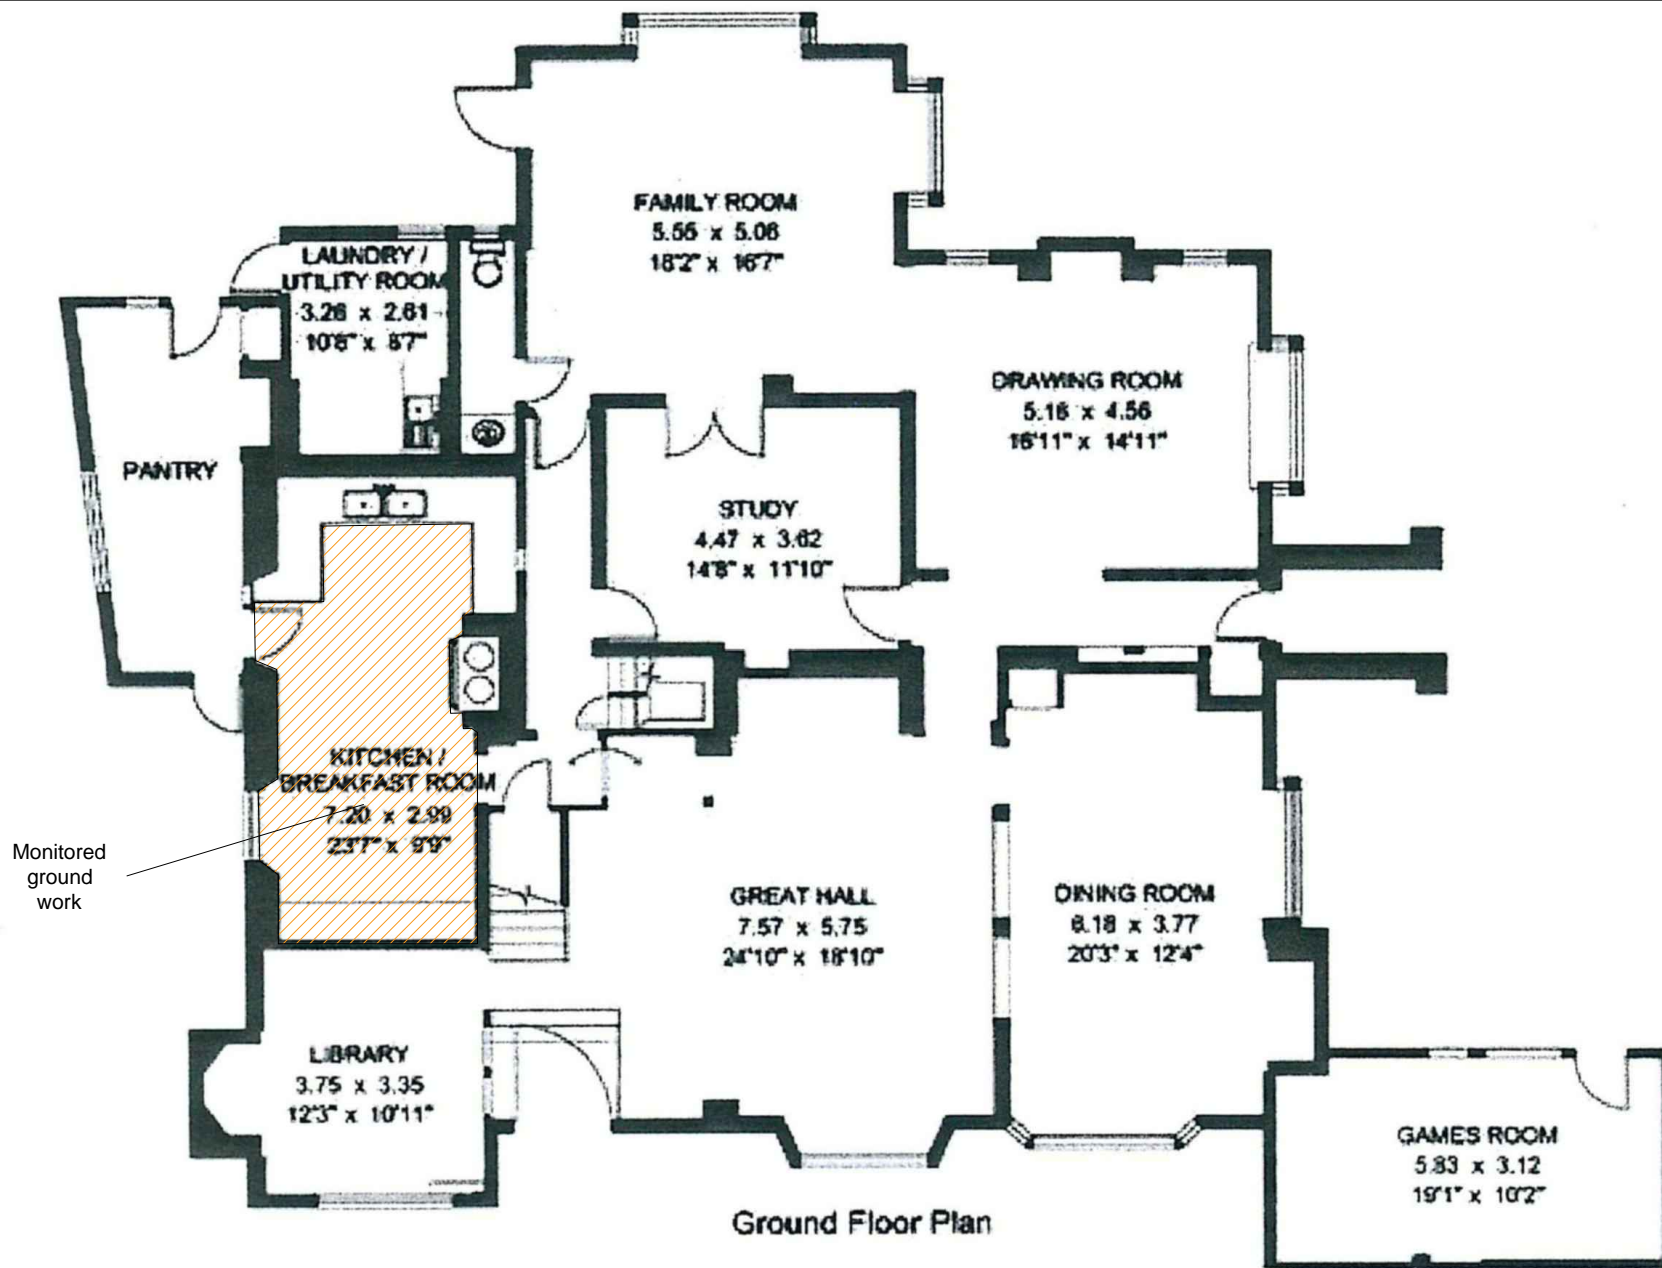 FAMILY ROOM
5.55 x 5.06
18'2" x 16'7"
LAUNDRY /
UTILITY ROOM
3.26 x 2.61
10'8" x 8'7"
DRAWING ROOM
5.16 x 4.56
16'11" x 14'11"
PANTRY
STUDY
4.47 x 3.62
14'8" x 11'10"
KITCHEN /
BREAKFAST ROOM
7.20 x 2.99
23'7" x 9'9"
Monitored
ground
work
GREAT HALL
7.57 x 5.75
24'10" x 18'10"
DINING ROOM
6.18 x 3.77
20'3" x 12'4"
LIBRARY
3.75 x 3.35
12'3" x 10'11"
GAMES ROOM
5.83 x 3.12
19'1" x 10'2"
Ground Floor Plan